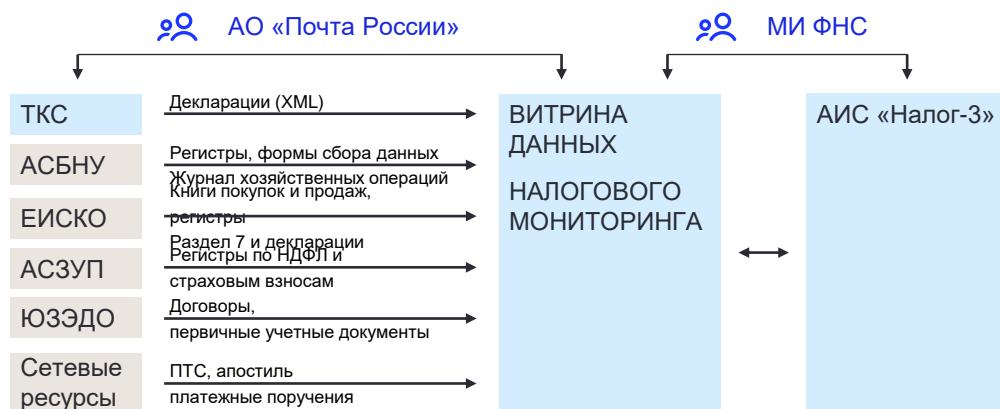 АО «Почта России»
МИ ФНС
ТКС
Декларации (XML)
АСБНУ
Регистры, формы сбора данных
Журнал хозяйственных операций
ЕИСКО
Книги покупок и продаж,
регистры
Раздел 7 и декларации
АСЗУП
Регистры по НДФЛ и
страховым взносам
ЮЗЭДО
Договоры,
первичные учетные документы
Сетевые
ресурсы
ПТС, апостиль
платежные поручения
ВИТРИНА
ДАННЫХ
НАЛОГОВОГО
МОНИТОРИНГА
АИС «Налог-3»